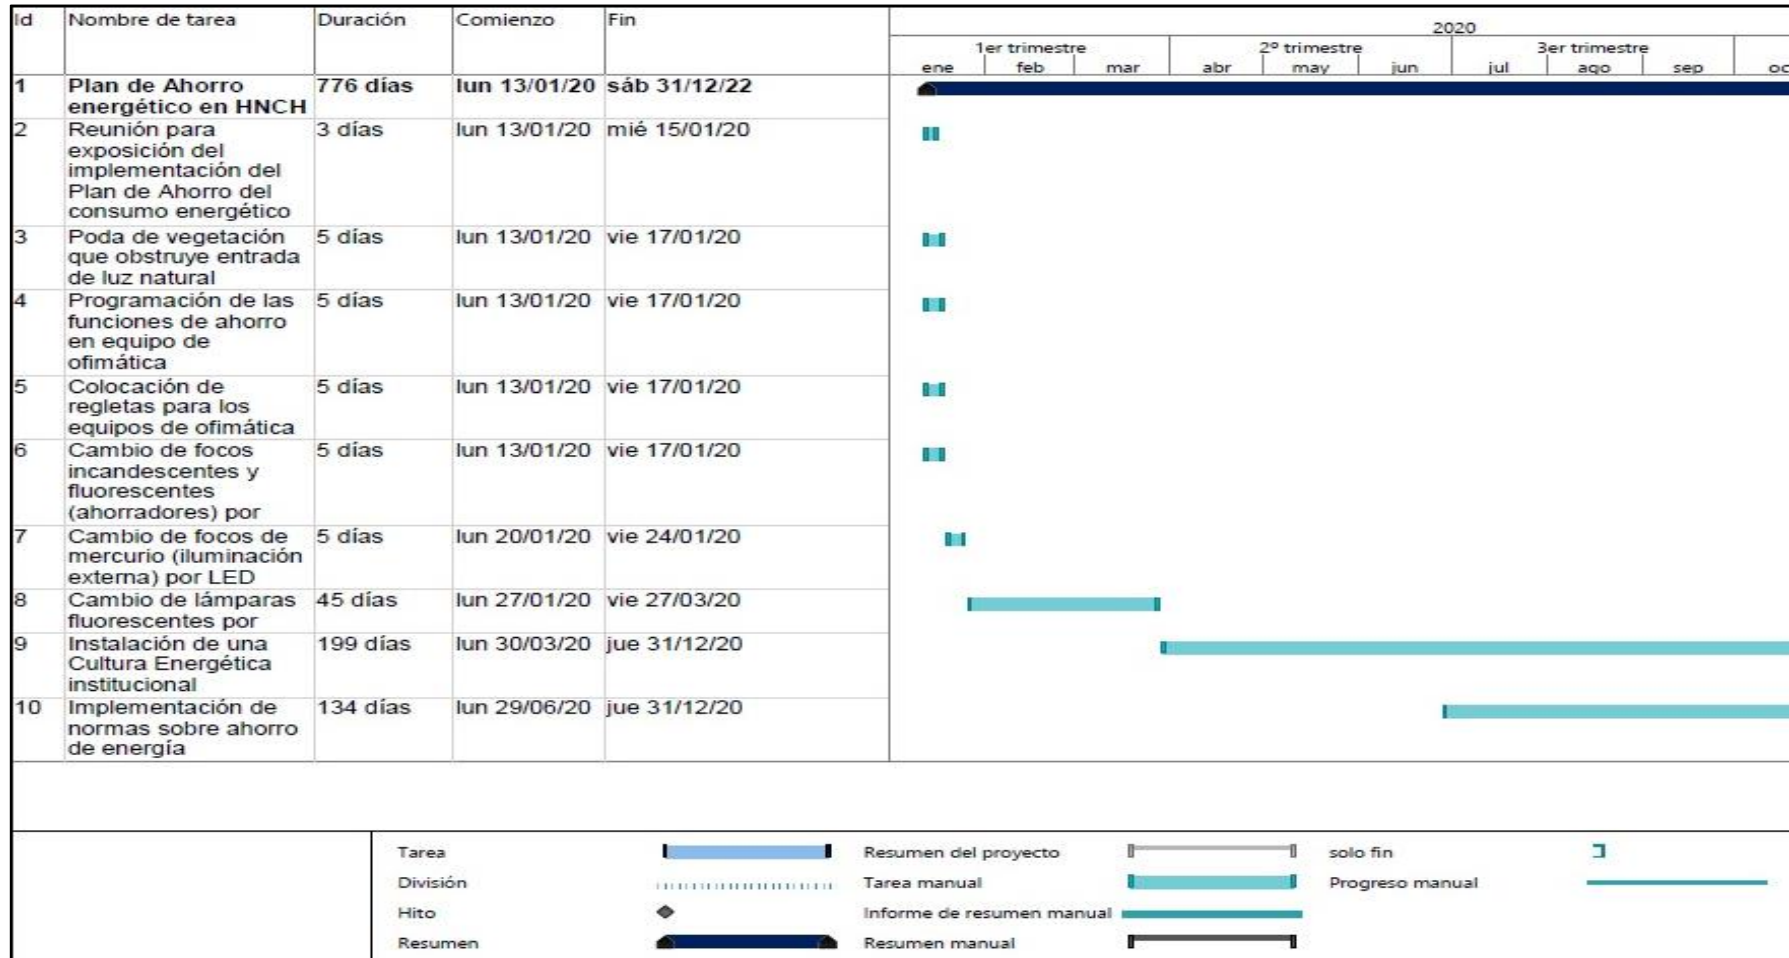 Id Nombre de tarea Duración Comienzo Fin
2020
1er trimestre 2º trimestre 3er trimestre
ene feb mar abr may jun jul ago sep oc
1 Plan de Ahorro 776 días lun 13/01/20 sáb 31/12/22
energético en HNCH
2 Reunión para 3 días lun 13/01/20 mié 15/01/20
exposición del
implementación del
Plan de Ahorro del
consumo energético
3 Poda de vegetación 5 días lun 13/01/20 vie 17/01/20
que obstruye entrada
de luz natural
4 Programación de las 5 días lun 13/01/20 vie 17/01/20
funciones de ahorro
en equipo de
ofimática
5 Colocación de 5 días lun 13/01/20 vie 17/01/20
regletas para los
equipos de ofimática
6 Cambio de focos 5 días lun 13/01/20 vie 17/01/20
incandescentes y
fluorescentes
(ahorradores) por
7 Cambio de focos de 5 días lun 20/01/20 vie 24/01/20
mercurio (iluminación
externa) por LED
8 Cambio de lámparas 45 días lun 27/01/20 vie 27/03/20
fluorescentes por
9 Instalación de una 199 días lun 30/03/20 jue 31/12/20
Cultura Energética
institucional
10 Implementación de 134 días lun 29/06/20 jue 31/12/20
normas sobre ahorro
de energía
Tarea Resumen del proyecto solo fin
División Tarea manual Progreso manual
Hito Informe de resumen manual
Resumen Resumen manual